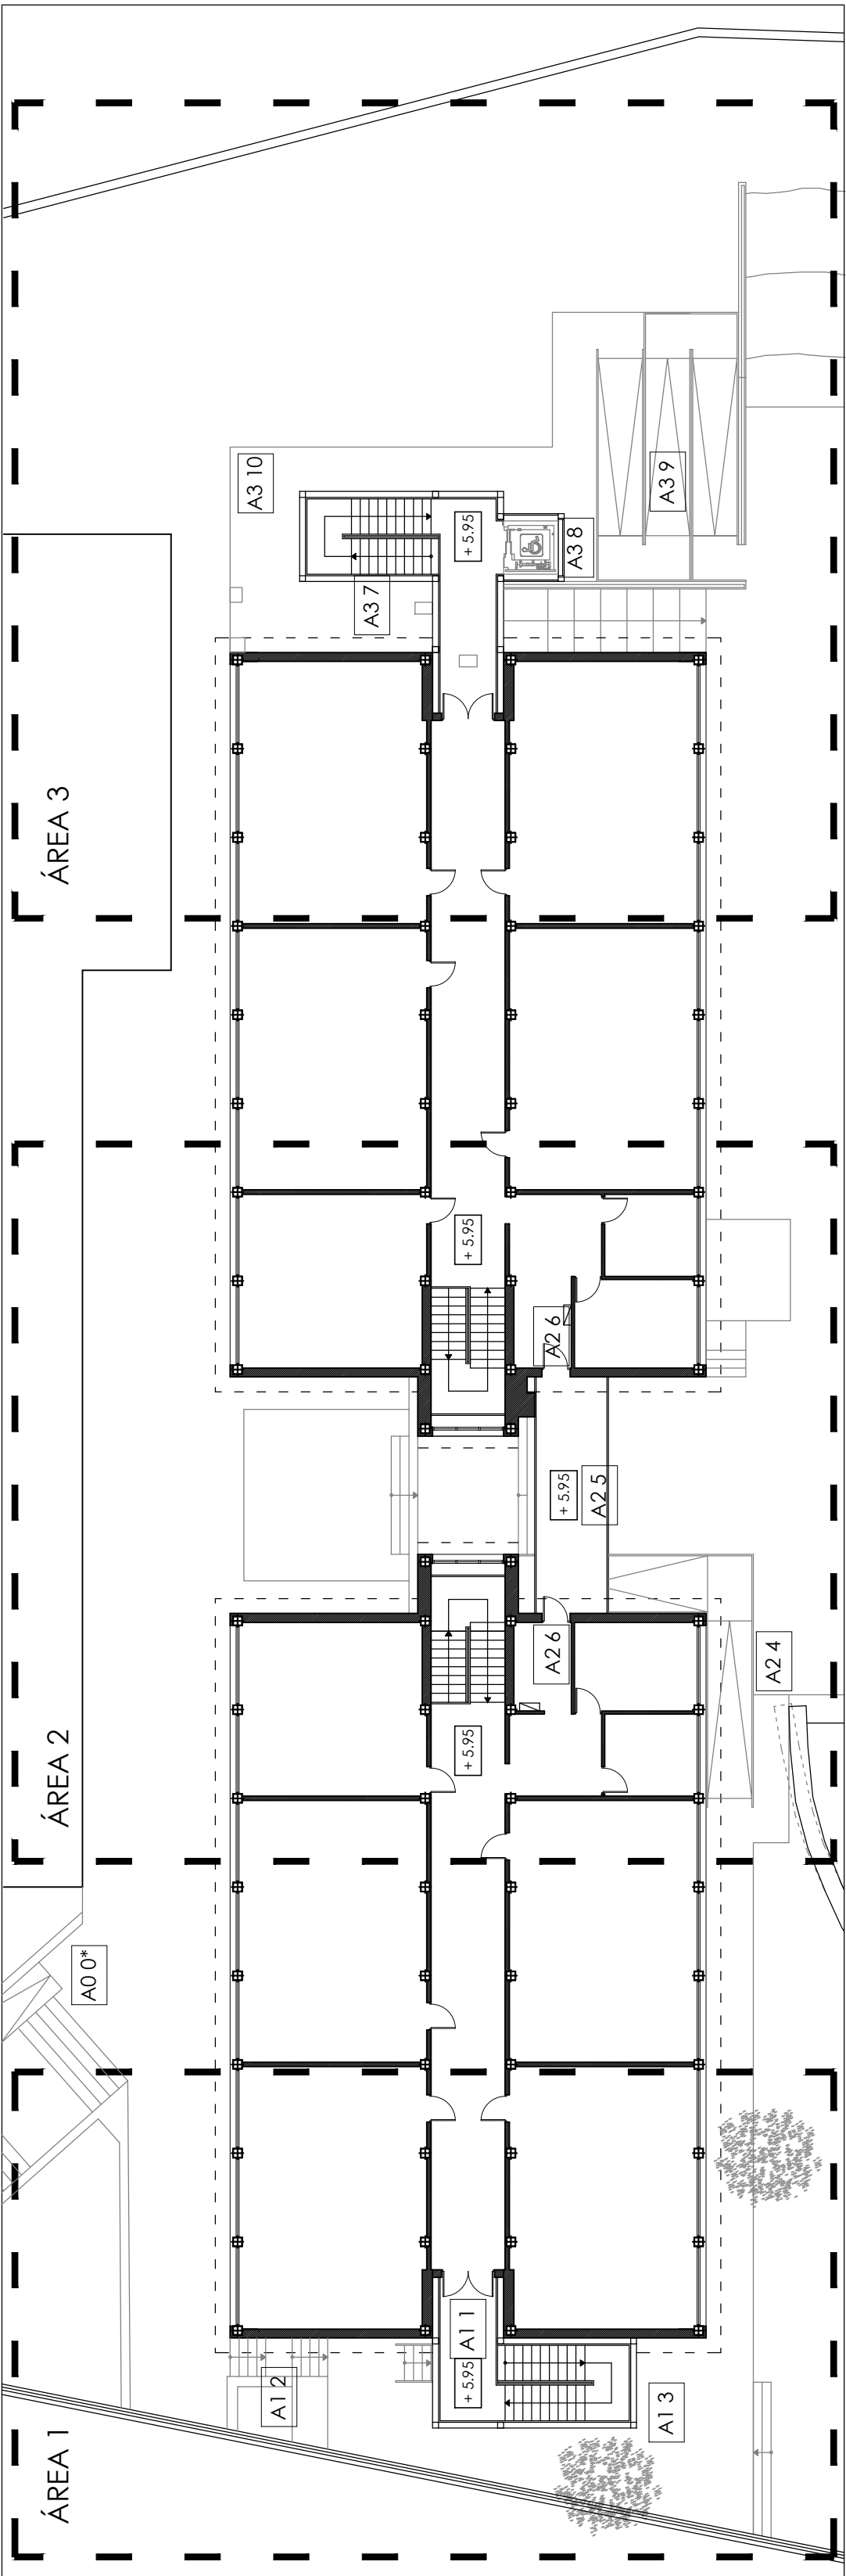 ÁREA 1
A1 2
A1 1
+ 5.95
A1 3
A0 0*
ÁREA 2
+ 5.95
A2 6
A2 4
+ 5.95
A2 5
A2 6
+ 5.95
ÁREA 3
A3 7
A3 10
+ 5.95
A3 8
A3 9